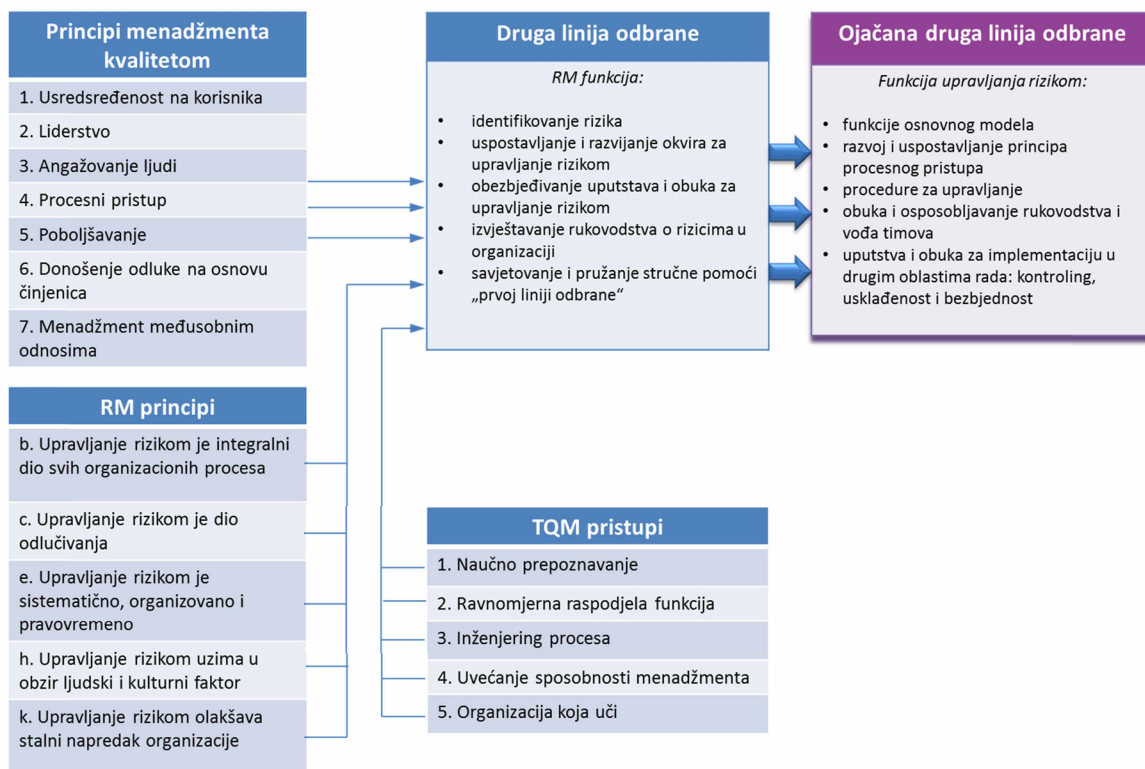 Principi menadžmenta
kvalitetom
1. Usredsređenost na korisnika
2. Liderstvo
3. Angažovanje ljudi
4. Procesni pristup
5. Poboljšavanje
6. Donošenje odluke na osnovu
činjenica
7. Menadžment međusobnim
odnosima
RM principi
b. Upravljanje rizikom je integralni
dio svih organizacionih procesa
c. Upravljanje rizikom je dio
odlučivanja
e. Upravljanje rizikom je
sistematično, organizovano i
pravovremeno
h. Upravljanje rizikom uzima u
obzir ljudski i kulturni faktor
k. Upravljanje rizikom olakšava
stalni napredak organizacije
Druga linija odbrane
RM funkcija:
• identifikovanje rizika
• uspostavljanje i razvijanje okvira za
upravljanje rizikom
• obezbjeđivanje uputstava i obuka za
upravljanje rizikom
• izvještavanje rukovodstva o rizicima u
organizaciji
• savjetovanje i pružanje stručne pomoći
„prvoj liniji odbrane“
TQM pristupi
1. Naučno prepoznavanje
2. Ravnomjerna raspodjela funkcija
3. Inženjering procesa
4. Uvećanje sposobnosti menadžmenta
5. Organizacija koja uči
Ojačana druga linija odbrane
Funkcija upravljanja rizikom:
• funkcije osnovnog modela
• razvoj i uspostavljanje principa
procesnog pristupa
• procedure za upravljanje
• obuka i osposobljavanje rukovodstva i
vođa timova
• uputstva i obuka za implementaciju u
drugim oblastima rada: kontroling,
usklađenost i bezbjednost